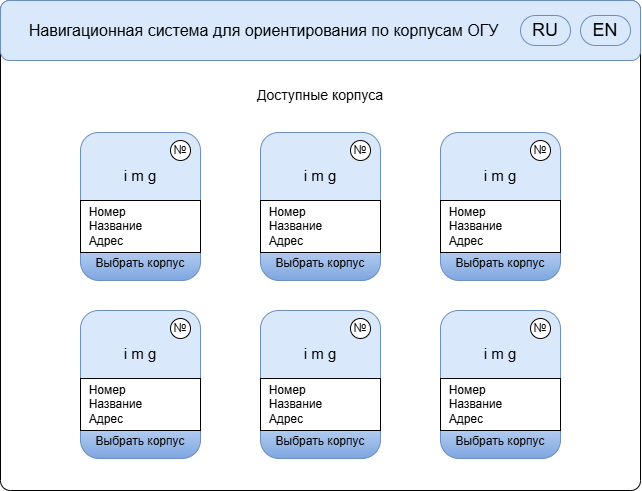 Навигационная система для ориентирования по корпусам ОГУ RU EN
Доступные корпуса
№ № №
i m g i m g i m g
Номер Номер Номер
Название Название Название
Адрес Адрес Адрес
Выбрать корпус Выбрать корпус Выбрать корпус
№ № №
i m g i m g i m g
Номер Номер Номер
Название Название Название
Адрес Адрес Адрес
Выбрать корпус Выбрать корпус Выбрать корпус